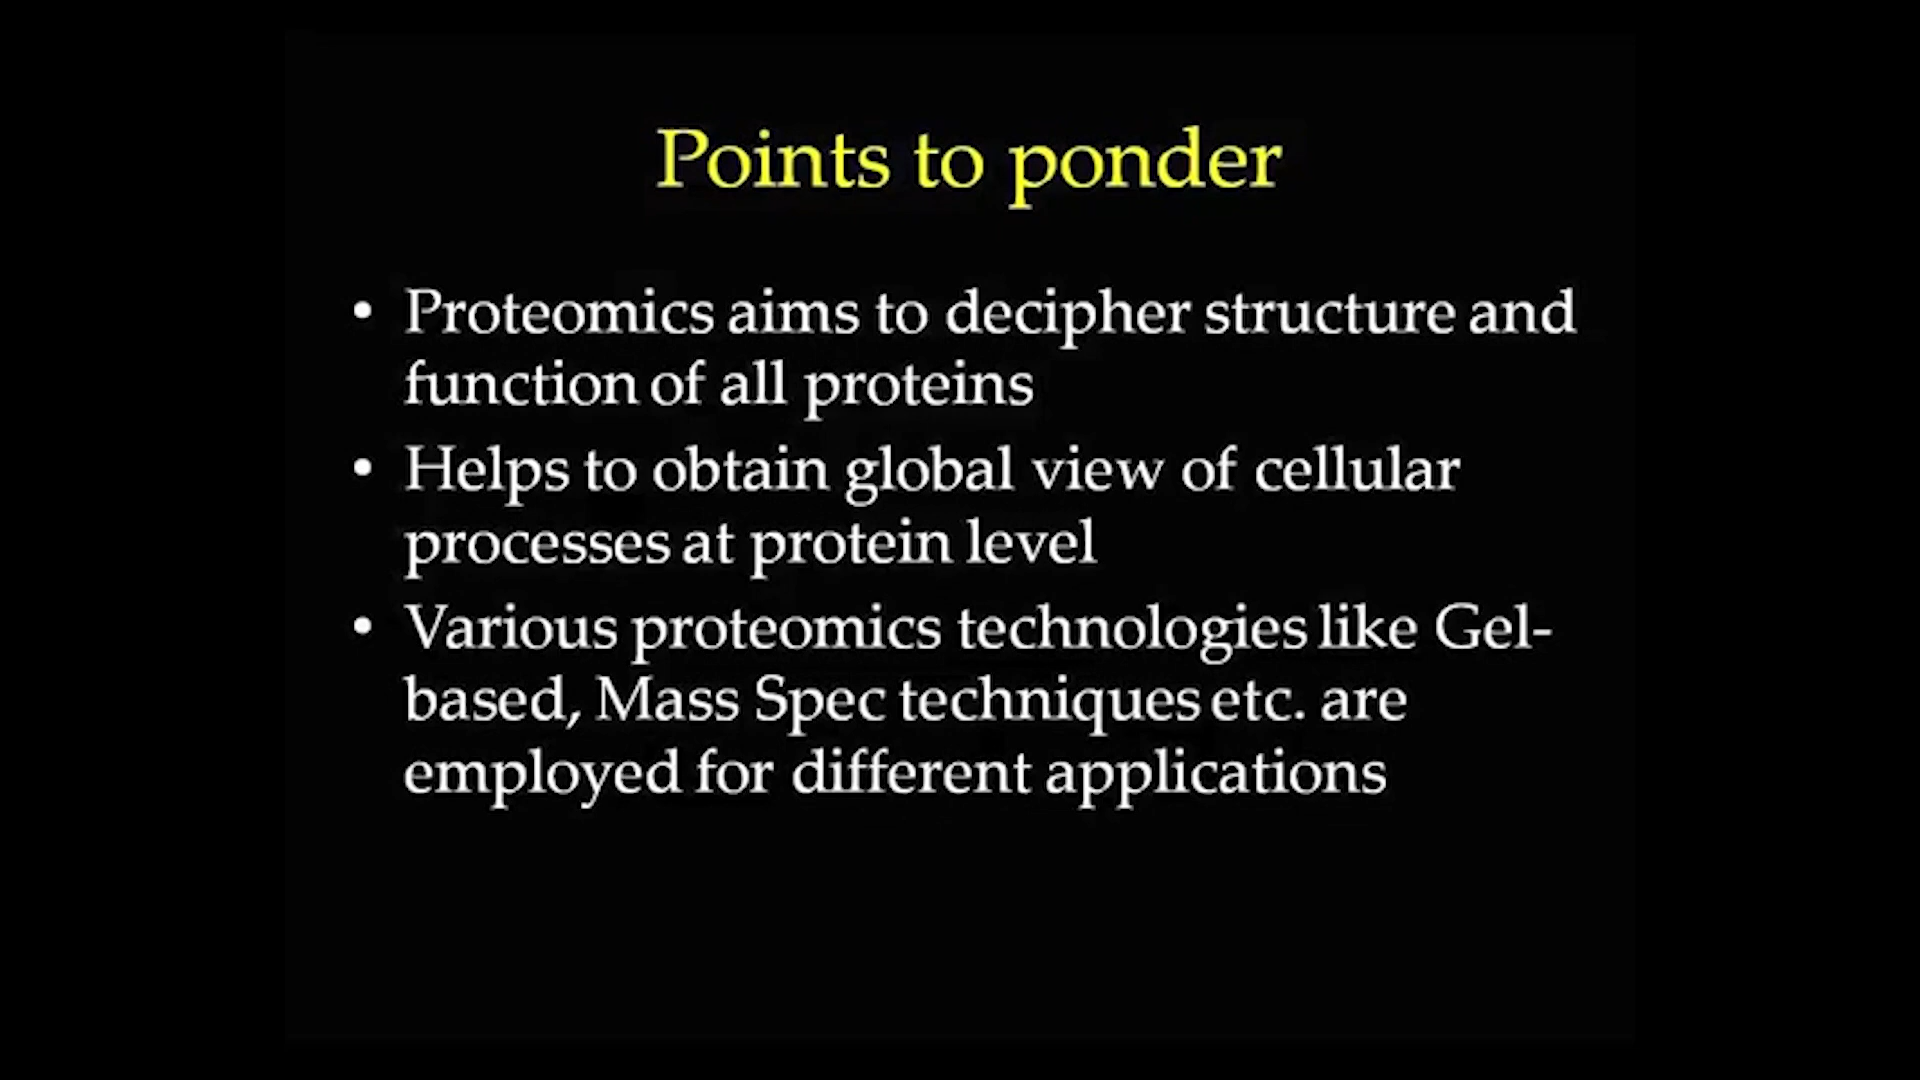 Points to ponder
• Proteomics aims to decipher structure and
function of all proteins
• Helps to obtain global view of cellular
processes at protein level
• Various proteomics technologies like Gel-
based, Mass Spec techniques etc. are
employed for different applications